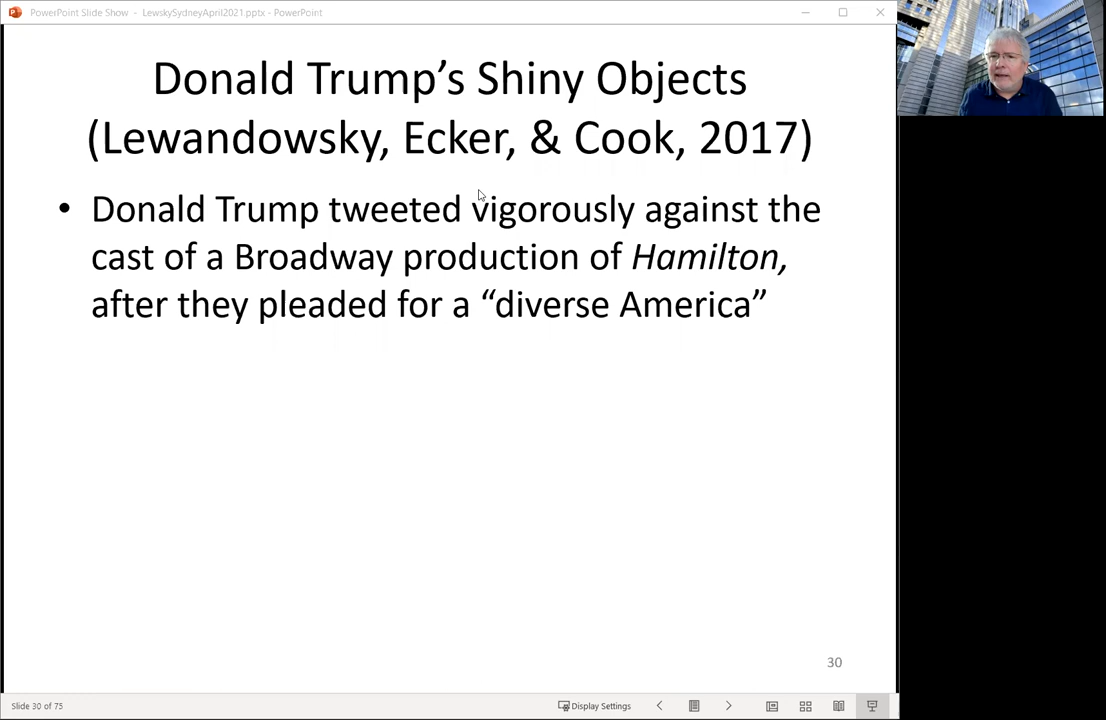 PowerPoint Slide Show - LewskySydneyApril2021.pptx - PowerPoint
Donald Trump’s Shiny Objects
(Lewandowsky, Ecker, & Cook, 2017)
• Donald Trump tweeted vigorously against the
cast of a Broadway production of Hamilton,
after they pleaded for a “diverse America”
30
Slide 30 of 75
Display Settings